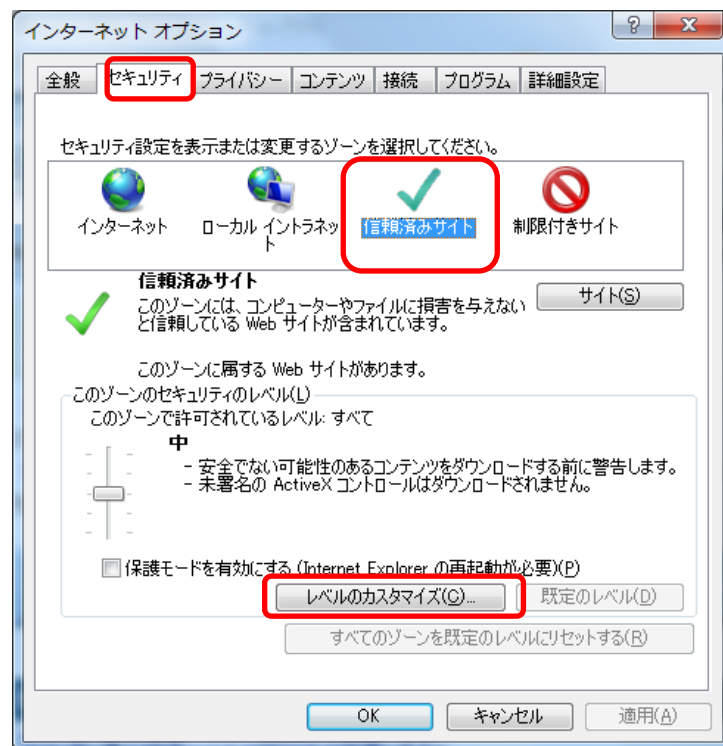 インターネット オプション
全般 セキュリティ プライバシー コンテンツ 接続 プログラム 詳細設定
セキュリティ設定を表示または変更するゾーンを選択してください。
インターネット
ローカル イントラネット
信頼済みサイト
制限付きサイト
信頼済みサイト
このゾーンには、コンピューターやファイルに損害を与えない
と信頼している Web サイトが含まれています。
サイト(S)
このゾーンに属する Web サイトがあります。
このゾーンのセキュリティのレベル(L)
このゾーンで許可されているレベル: すべて
中
- 安全でない可能性のあるコンテンツをダウンロードする前に警告します。
- 未署名の ActiveX コントロールはダウンロードされません。
保護モードを有効にする (Internet Explorer の再起動が必要)(P)
レベルのカスタマイズ(C)... 既定のレベル(D)
すべてのゾーンを既定のレベルにリセットする(R)
OK キャンセル 適用(A)